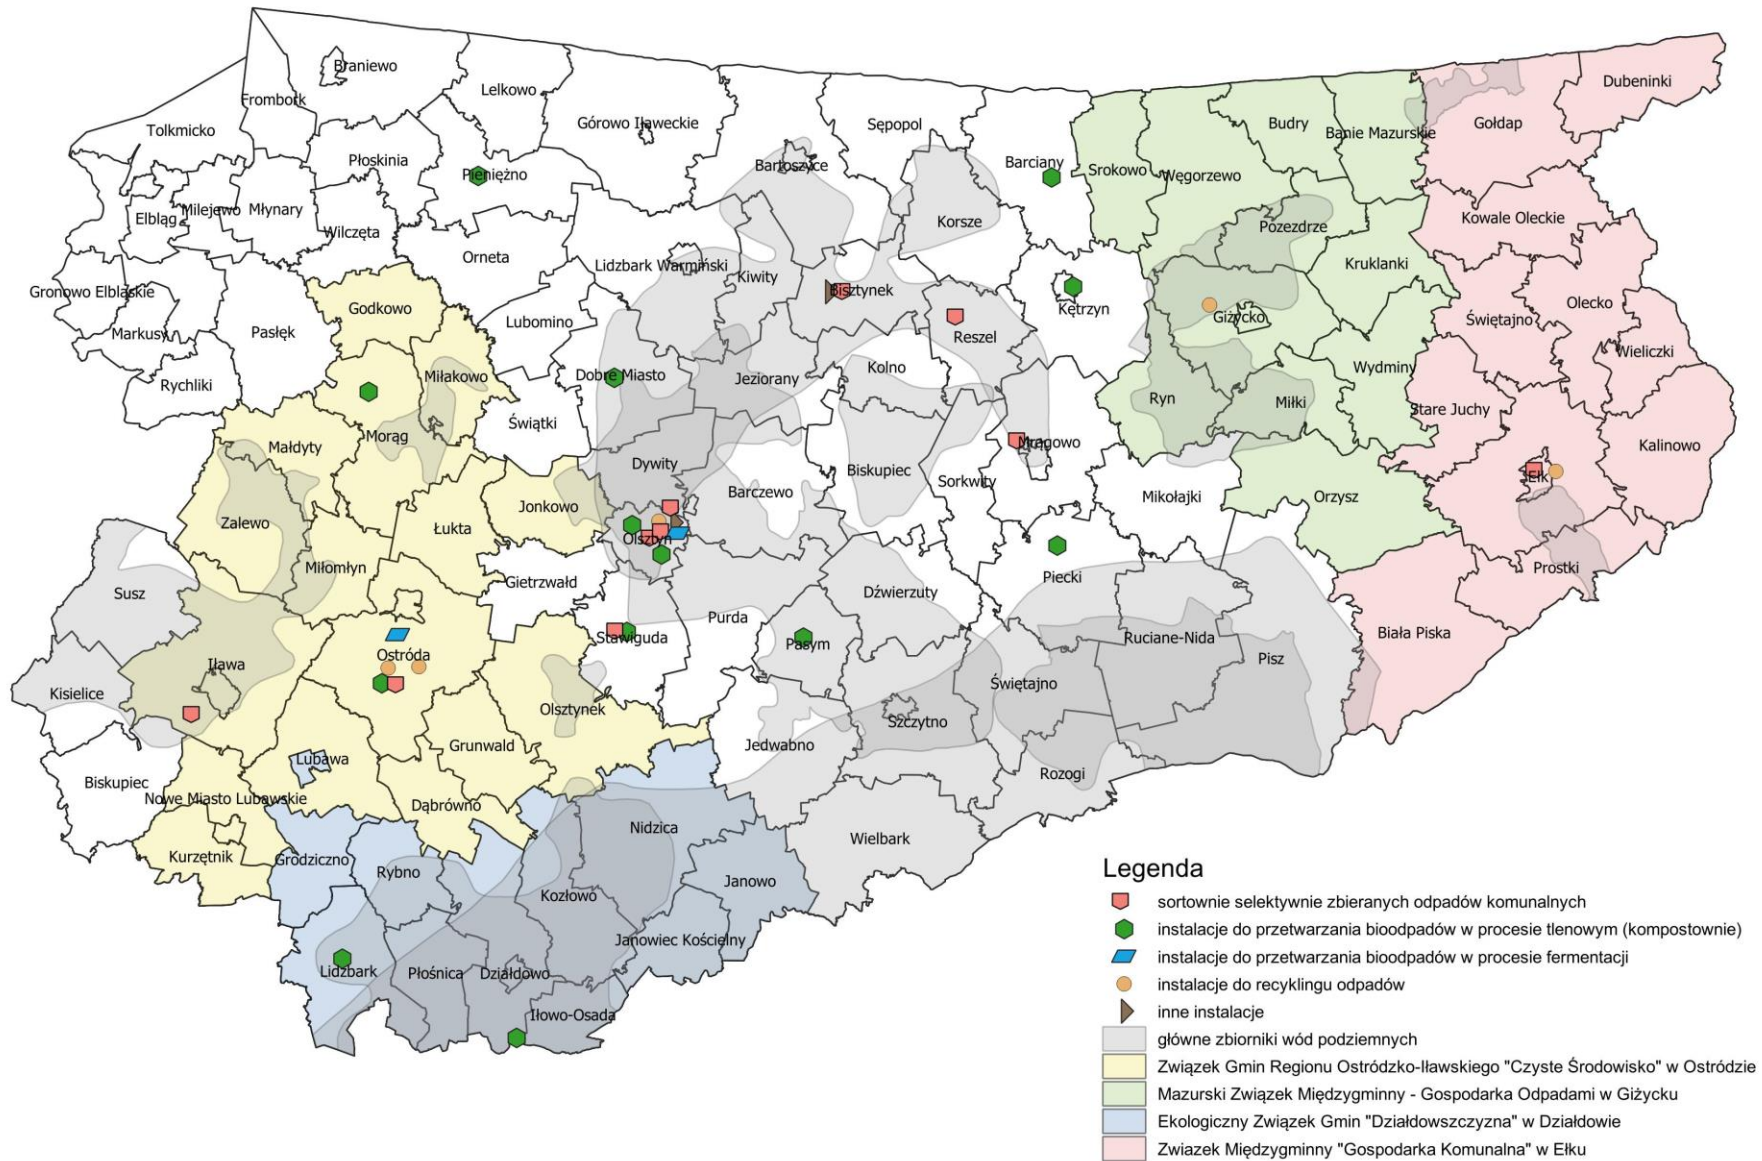 Braniewo
Lelkowo
Frombork
Tolkmicko
Górowo Iławeckie
Sępopol
Dubeninki
Budry
Banie Mazurskie
Gołdap
Płoskinia
Pieniężno
Bartoszyce
Barciany
Srokowo
Węgorzewo
Elbląg
Milejewo
Młynary
Wilczęta
Korsze
Pozezdrze
Kowale Oleckie
Orneta
Lidzbark Warmiński
Kiwity
Bisztynek
Kruklanki
Gronowo Elbląskie
Godkowo
Kętrzyn
Olecko
Markusy
Pasłęk
Lubomino
Reszel
Giżycko
Świętajno
Rychliki
Miłakowo
Dobre Miasto
Jeziorany
Kolno
Wydminy
Wieliczki
Małdyty
Morąg
Świątki
Ryn
Miłki
Stare Juchy
Dywity
Biskupiec
Mrągowo
Kalinowo
Zalewo
Łukta
Jonkowo
Barczewo
Sorkwity
Mikołajki
Orzysz
Ełk
Olsztyn
Miłomłyn
Gietrzwałd
Susz
Dźwierzuty
Piecki
Prostki
Purda
Stawiguda
Pasym
Ruciane-Nida
Biała Piska
Ostróda
Iława
Kisielice
Świętajno
Pisz
Olsztynek
Szczytno
Grunwald
Jedwabno
Lubawa
Rozogi
Biskupiec
Nowe Miasto Lubawskie
Dąbrówno
Nidzica
Wielbark
Kurzętnik
Grodziczno
Rybno
Kozłowo
Janowo
Janowiec Kościelny
Lidzbark
Płośnica
Działdowo
Iłowo-Osada
Legenda
sortownie selektywnie zbieranych odpadów komunalnych
instalacje do przetwarzania bioodpadów w procesie tlenowym (kompostownie)
instalacje do przetwarzania bioodpadów w procesie fermentacji
instalacje do recyklingu odpadów
inne instalacje
główne zbiorniki wód podziemnych
Związek Gmin Regionu Ostródzko-Iławskiego "Czyste Środowisko" w Ostródzie
Mazurski Związek Międzygminny - Gospodarka Odpadami w Giżycku
Ekologiczny Związek Gmin "Działdowszczyzna" w Działdowie
Zwiazek Międzygminny "Gospodarka Komunalna" w Ełku